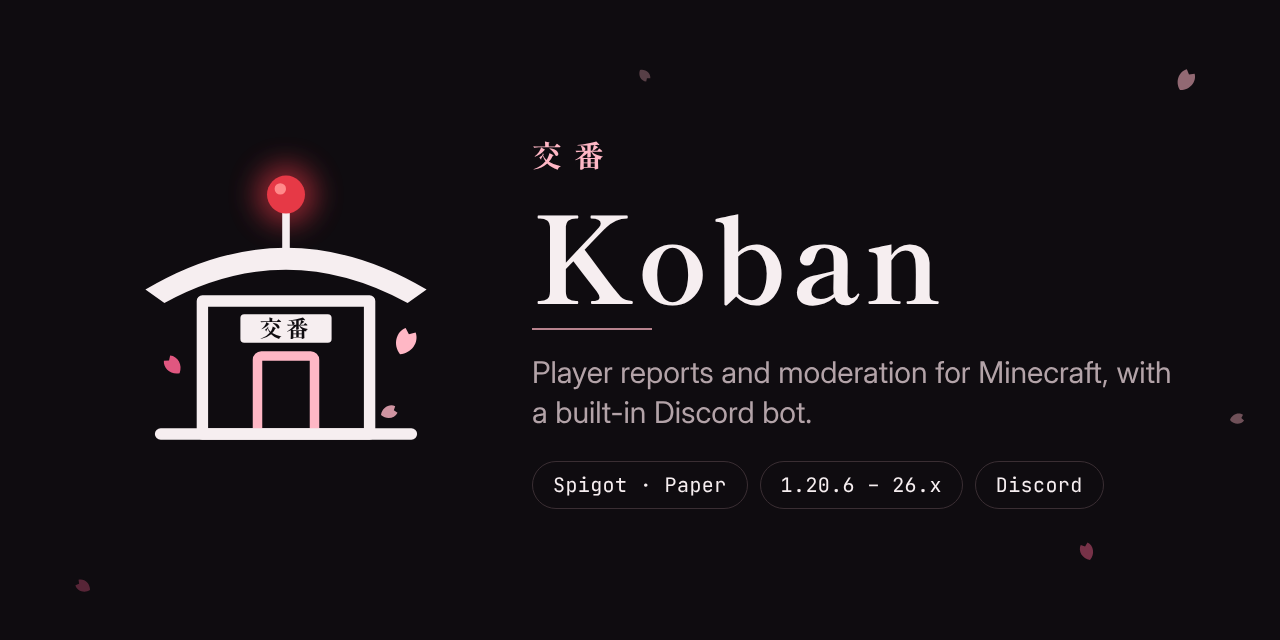 交番
交番
Koban
Player reports and moderation for Minecraft, with
a built-in Discord bot.
Spigot · Paper
1.20.6 – 26.x
Discord